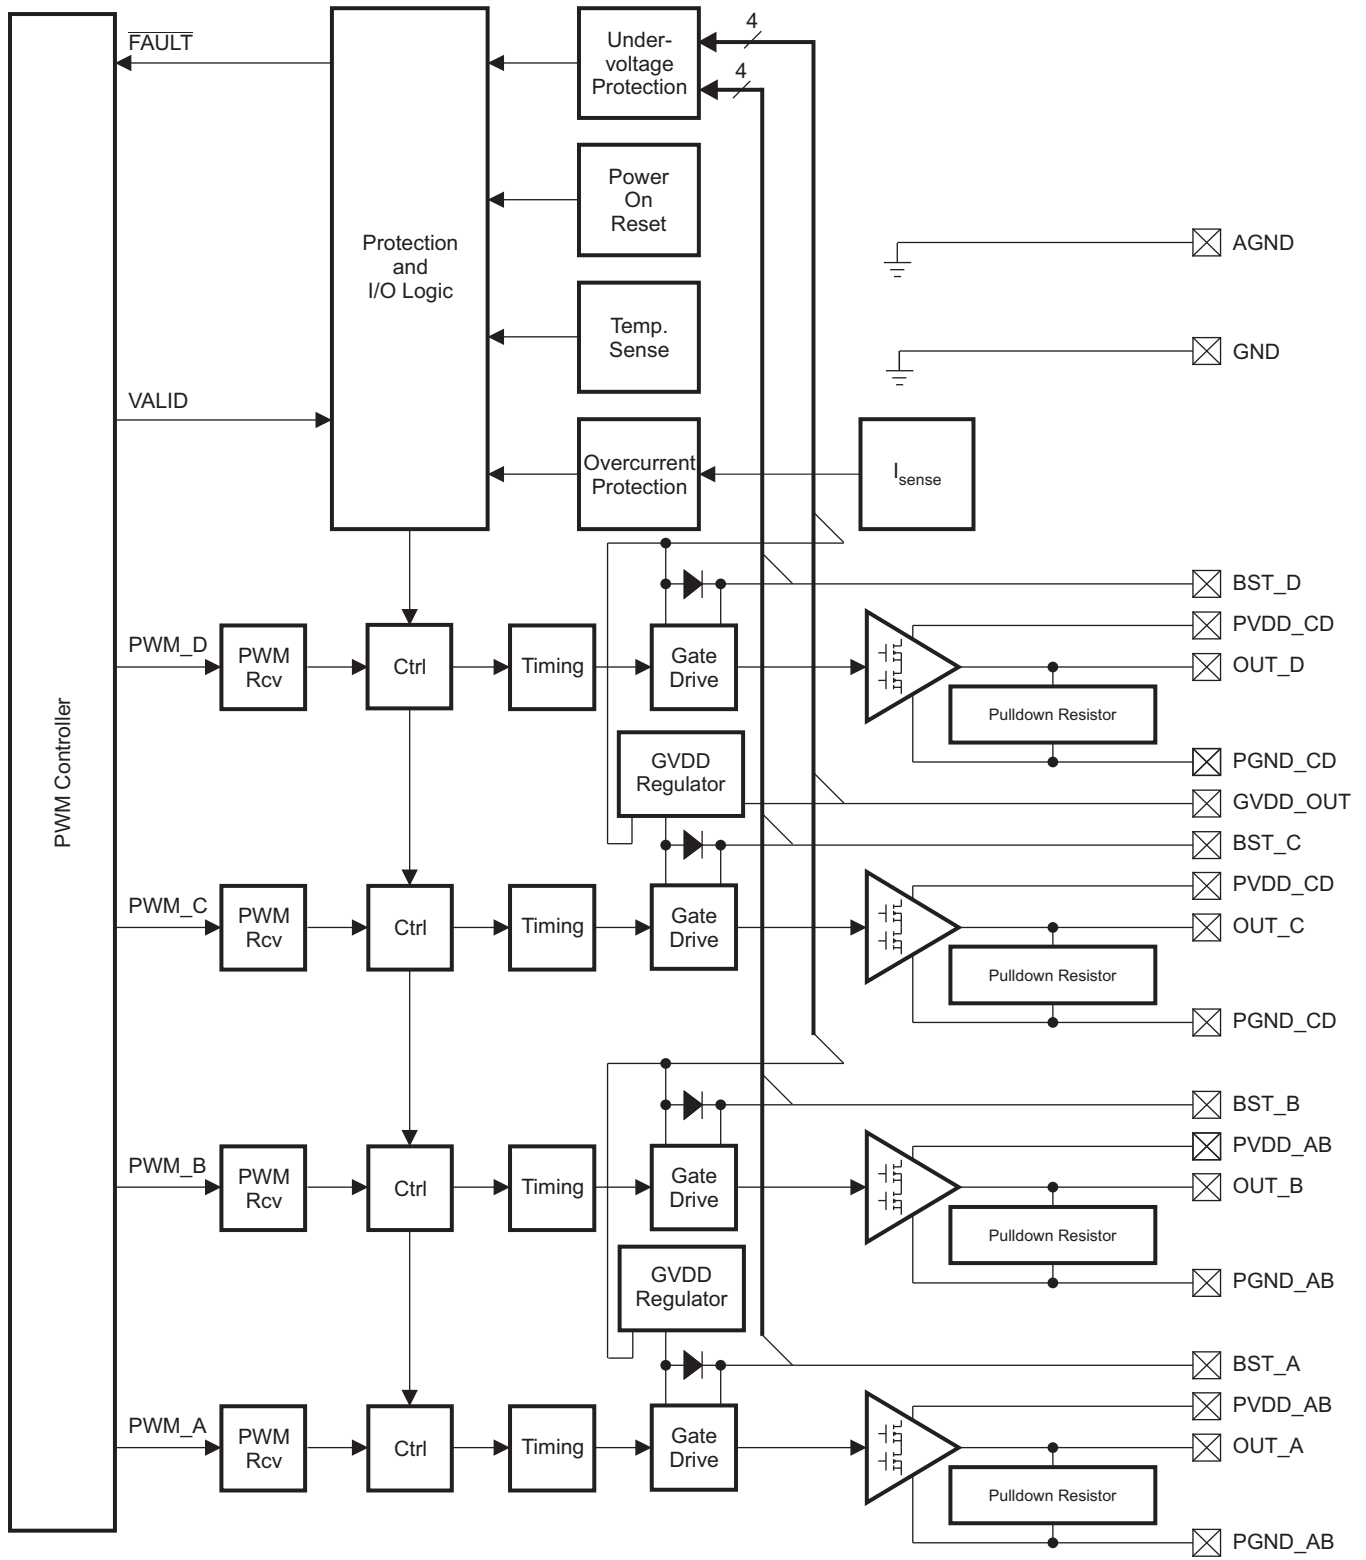 FAULT
Under-
voltage
Protection
4
4
Power
On
Reset
Protection
and
I/O Logic
AGND
Temp.
Sense
GND
VALID
Overcurrent
Protection
Isense
BST_D
PVDD_CD
PWM_D
PWM
Rcv
Ctrl
Timing
Gate
Drive
OUT_D
Pulldown Resistor
PWM Controller
GVDD
Regulator
PGND_CD
GVDD_OUT
BST_C
PVDD_CD
PWM_C
PWM
Rcv
Ctrl
Timing
Gate
Drive
OUT_C
Pulldown Resistor
PGND_CD
BST_B
PVDD_AB
PWM_B
PWM
Rcv
Ctrl
Timing
Gate
Drive
OUT_B
Pulldown Resistor
GVDD
Regulator
PGND_AB
BST_A
PVDD_AB
PWM_A
PWM
Rcv
Ctrl
Timing
Gate
Drive
OUT_A
Pulldown Resistor
PGND_AB